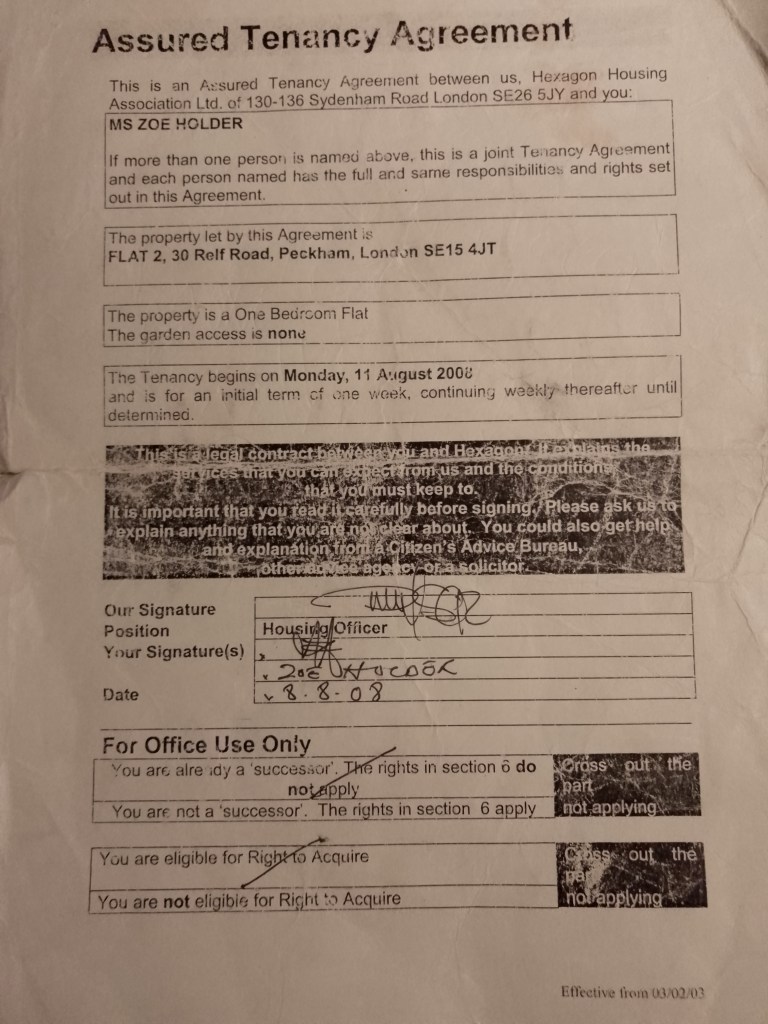 Assured Tenancy Agreement
This is an Assured Tenancy Agreement between us, Hexagon Housing
Association Ltd. of 130-136 Sydenham Road London SE26 5JY and you:
MS ZOE HOLDER
If more than one person is named above, this is a joint Tenancy Agreement
and each person named has the full and same responsibilities and rights set
out in this Agreement.
The property let by this Agreement is
FLAT 2, 30 Relf Road, Peckham, London SE15 4JT
The property is a One Bedroom Flat
The garden access is none
The Tenancy begins on Monday, 11 August 2008
and is for an initial term of one week, continuing weekly thereafter until
determined.
This is a legal contract between you and Hexagon. It explains the
services that you can expect from us and the conditions
that you must keep to.
It is important that you read it carefully before signing. Please ask us to
explain anything that you are not clear about. You could also get help
and explanation from a Citizen's Advice Bureau,
other advice agency or a solicitor.
Our Signature
Position Housing Officer
Your Signature(s)
ZOE HOLDER
Date 8.8.08
For Office Use Only
You are already a 'successor'. The rights in section 6 do
not apply
Cross out the
part
not applying
You are not a 'successor'. The rights in section 6 apply
You are eligible for Right to Acquire
Cross out the
part
not applying
You are not eligible for Right to Acquire
Effective from 03/02/03